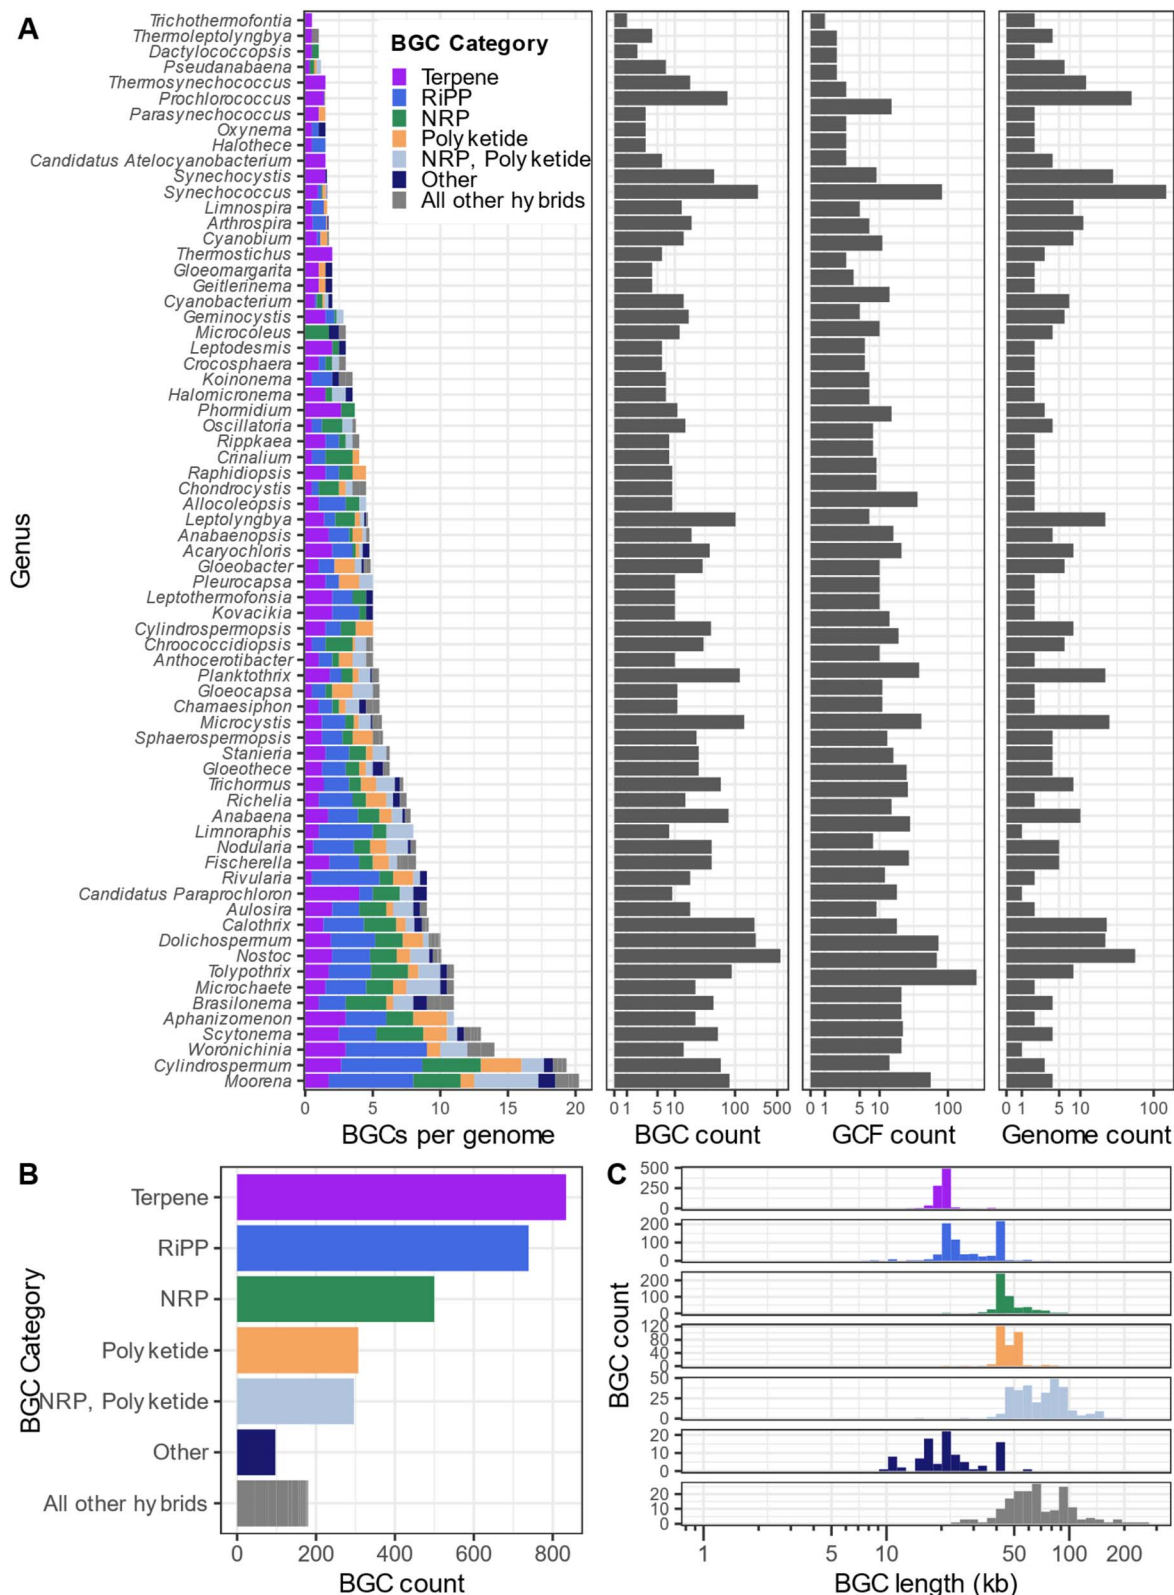 A
BGC Category
Terpene
RiPP
NRP
Polyketide
NRP, Polyketide
Other
All other hybrids
Genus
Trichothermofontia
Thermoleptolyngbya
Dactylococcopsis
Pseudanabaena
Thermosynechococcus
Prochlorococcus
Parasynechococcus
Oxynema
Halothece
Candidatus Atelocyanobacterium
Synechocystis
Synechococcus
Limnospira
Arthrospira
Cyanobium
Thermostichus
Gloeomargarita
Geitlerinema
Cyanobacterium
Geminocystis
Microcoleus
Leptodesmis
Crocosphaera
Koinonema
Halomicronema
Phormidium
Oscillatoria
Rippkaea
Crinalium
Raphidiopsis
Chondrocystis
Allocoleopsis
Leptolyngbya
Anabaenopsis
Acaryochloris
Gloeobacter
Pleurocapsa
Leptothermofonsia
Kovacikia
Cylindrospermopsis
Chroococcidiopsis
Anthocerotibacter
Planktothrix
Gloeocapsa
Chamaesiphon
Microcystis
Sphaerospermopsis
Stanieria
Gloeothece
Trichormus
Richelia
Anabaena
Limnoraphis
Nodularia
Fischerella
Rivularia
Candidatus Paraprochloron
Aulosira
Calothrix
Dolichospermum
Nostoc
Tolypothrix
Microchaete
Brasilonema
Aphanizomenon
Scytonema
Woronichinia
Cylindrospermum
Moorena
0 5 10 15 20
BGCs per genome
0 1 5 10 100 500
BGC count
0 1 5 10 100
GCF count
0 1 5 10 100
Genome count
B
BGC Category
Terpene
RiPP
NRP
Polyketide
NRP, Polyketide
Other
All other hybrids
0 200 400 600 800
BGC count
C
BGC count
500
250
0
200
100
0
200
100
0
120
80
40
0
50
25
0
20
10
0
20
10
0
1 5 10 50 100 200
BGC length (kb)